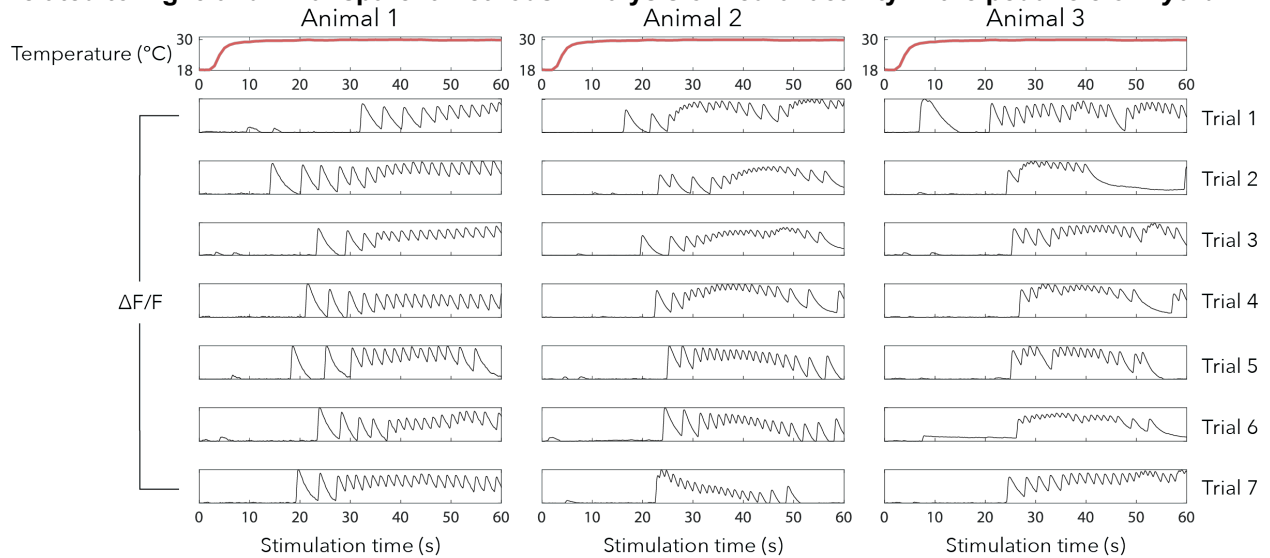 Animal 1 Animal 2 Animal 3
Temperature (°C)
30 30 30
18 18 18
0 10 20 30 40 50 60 0 10 20 30 40 50 60 0 10 20 30 40 50 60
Trial 1
Trial 2
Trial 3
ΔF/F
Trial 4
Trial 5
Trial 6
Trial 7
0 10 20 30 40 50 60 0 10 20 30 40 50 60 0 10 20 30 40 50 60
Stimulation time (s) Stimulation time (s) Stimulation time (s)